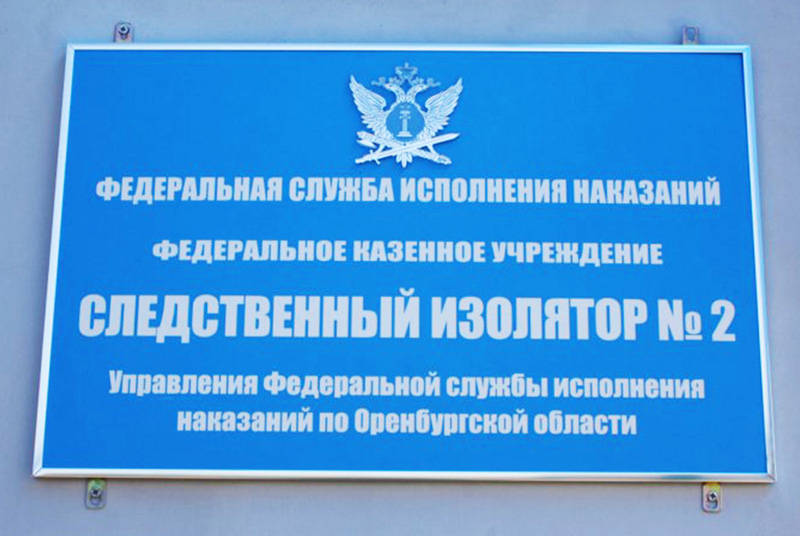 ФЕДЕРАЛЬНАЯ СЛУЖБА ИСПОЛНЕНИЯ НАКАЗАНИЙ
ФЕДЕРАЛЬНОЕ КАЗЕННОЕ УЧРЕЖДЕНИЕ
СЛЕДСТВЕННЫЙ ИЗОЛЯТОР № 2
Управления Федеральной службы исполнения
наказаний по Оренбургской области